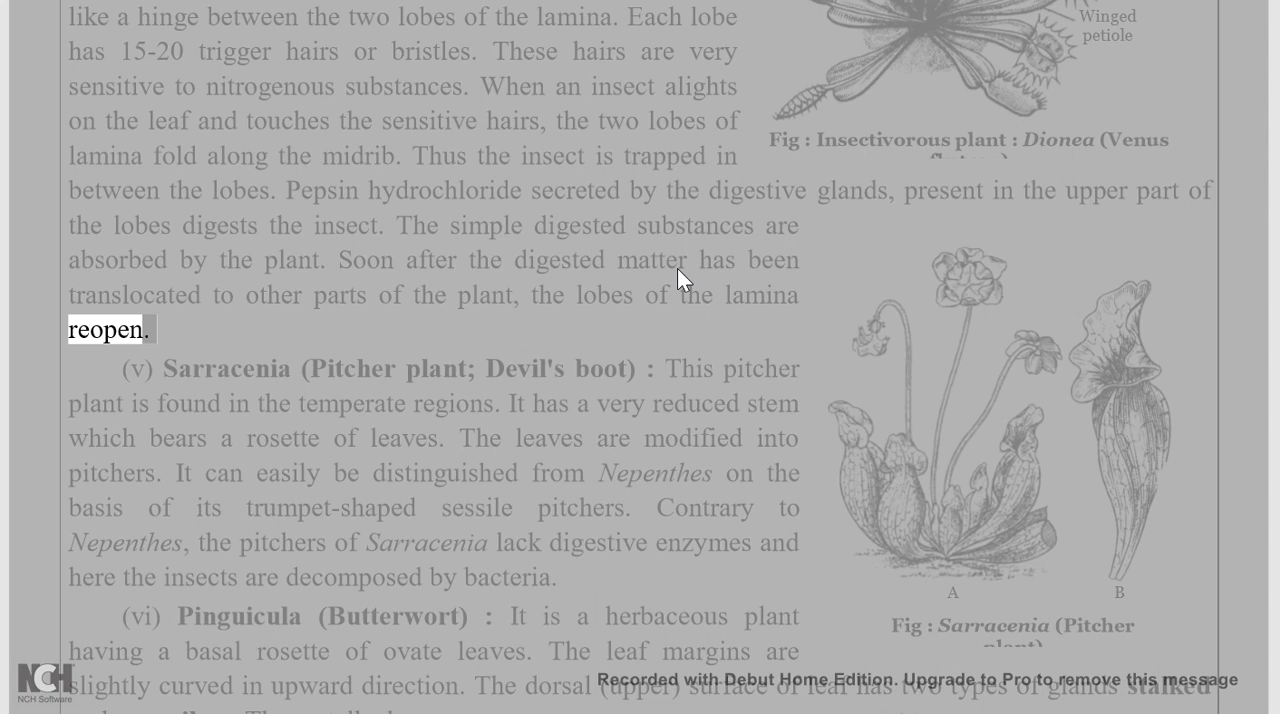 like a hinge between the two lobes of the lamina. Each lobe
has 15-20 trigger hairs or bristles. These hairs are very
sensitive to nitrogenous substances. When an insect alights
on the leaf and touches the sensitive hairs, the two lobes of
lamina fold along the midrib. Thus the insect is trapped in
between the lobes. Pepsin hydrochloride secreted by the digestive glands, present in the upper part of
the lobes digests the insect. The simple digested substances are
absorbed by the plant. Soon after the digested matter has been
translocated to other parts of the plant, the lobes of the lamina
reopen.
Winged
petiole
Fig : Insectivorous plant : Dionea (Venus
(v) Sarracenia (Pitcher plant; Devil's boot) : This pitcher
plant is found in the temperate regions. It has a very reduced stem
which bears a rosette of leaves. The leaves are modified into
pitchers. It can easily be distinguished from Nepenthes on the
basis of its trumpet-shaped sessile pitchers. Contrary to
Nepenthes, the pitchers of Sarracenia lack digestive enzymes and
here the insects are decomposed by bacteria.
A
B
Fig : Sarracenia (Pitcher
plant)
(vi) Pinguicula (Butterwort) : It is a herbaceous plant
having a basal rosette of ovate leaves. The leaf margins are
slightly curved in upward direction. The dorsal (upper) surface of leaf has two types of glands stalked
NCH
NCH Software
Recorded with Debut Home Edition. Upgrade to Pro to remove this message